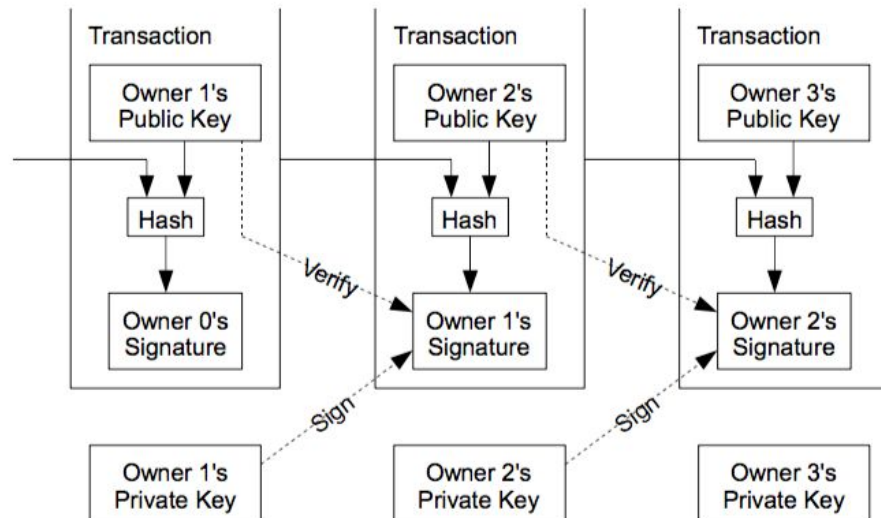 Transaction
Transaction
Transaction
Owner 1's
Public Key
Owner 2's
Public Key
Owner 3's
Public Key
Hash
Hash
Hash
Verify
Verify
Owner 0's
Signature
Owner 1's
Signature
Owner 2's
Signature
Sign
Sign
Owner 1's
Private Key
Owner 2's
Private Key
Owner 3's
Private Key